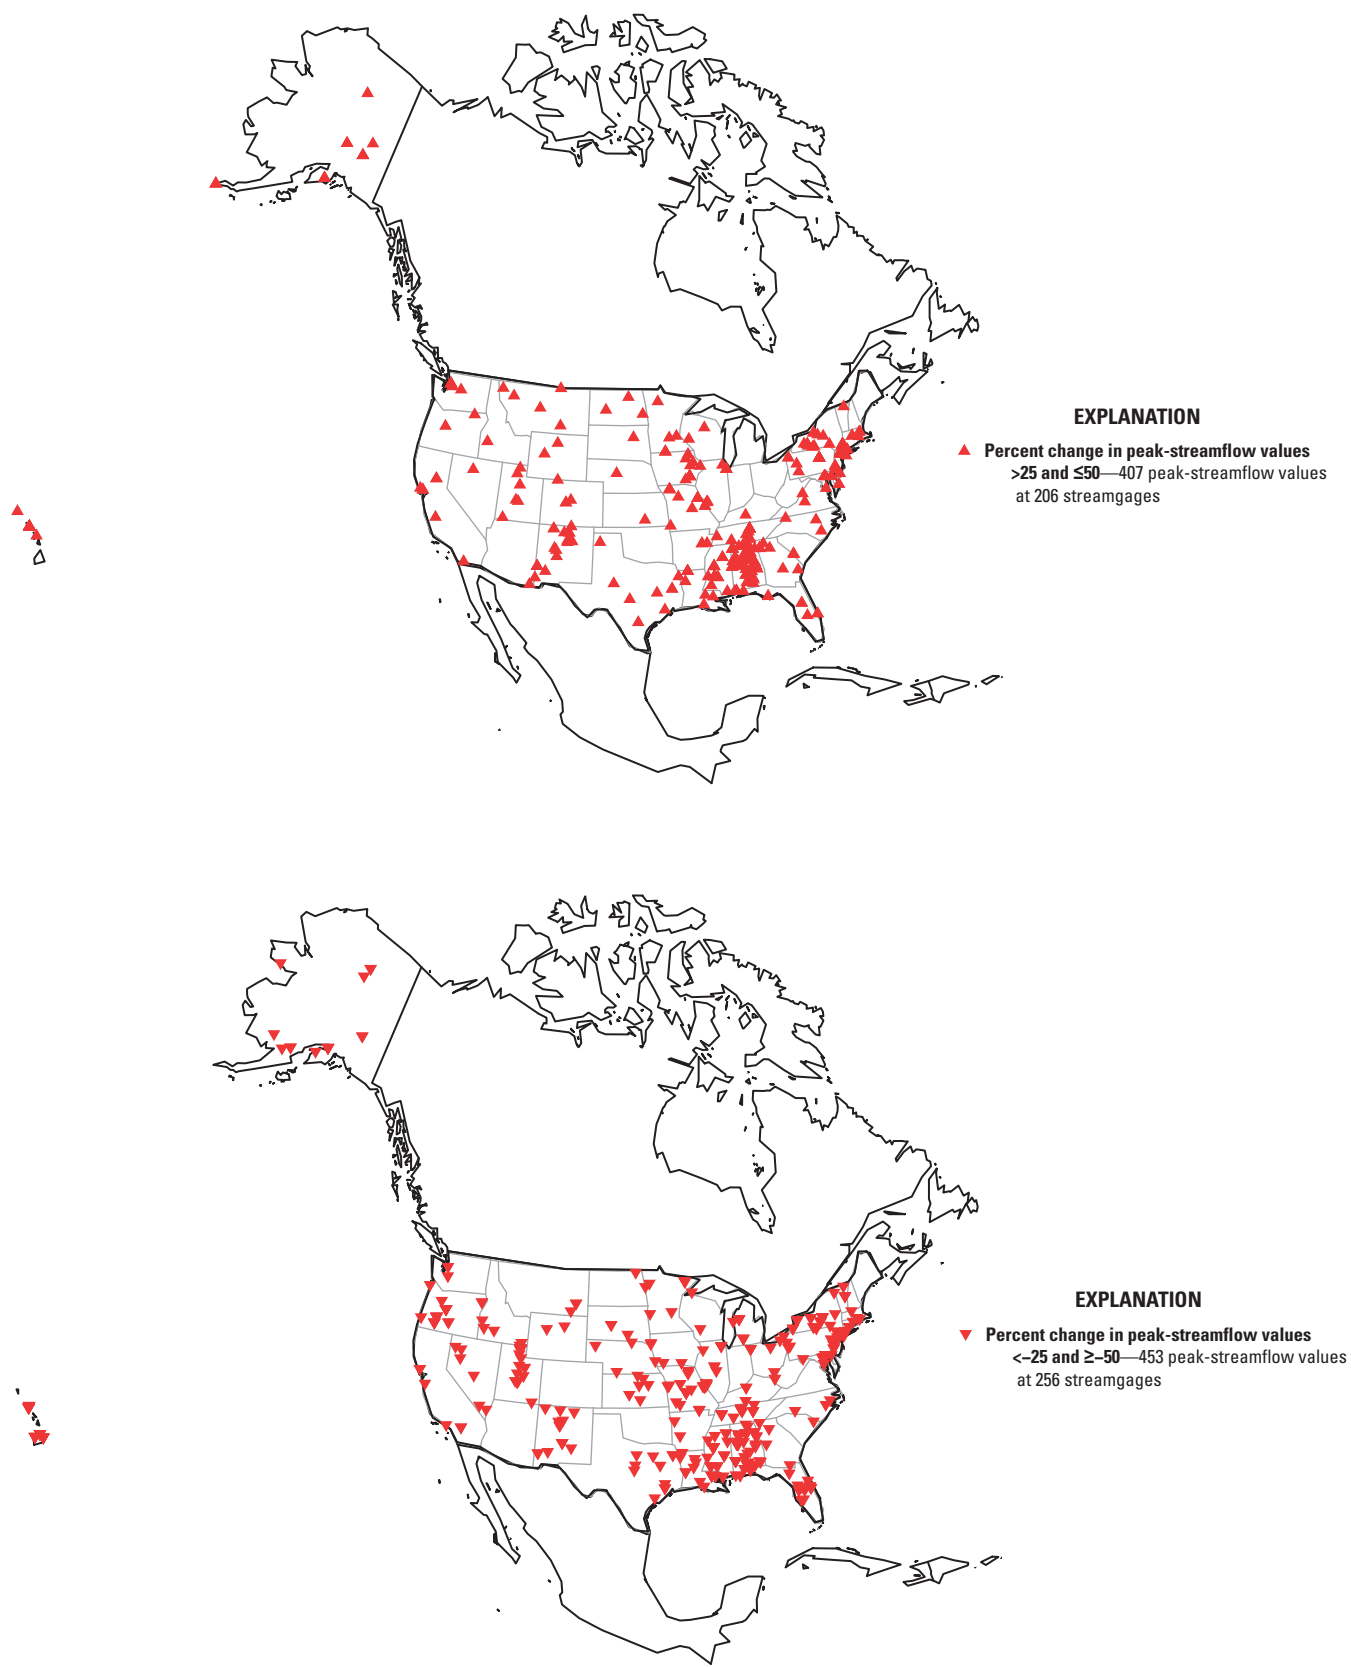 EXPLANATION
Percent change in peak-streamflow values
>25 and ≤50—407 peak-streamflow values
at 206 streamgages
EXPLANATION
Percent change in peak-streamflow values
<–25 and ≥–50—453 peak-streamflow values
at 256 streamgages